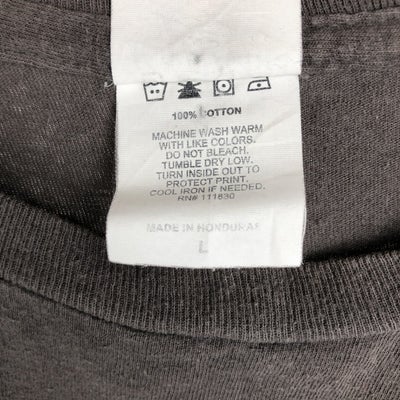 100% COTTON
MACHINE WASH WARM
WITH LIKE COLORS.
DO NOT BLEACH.
TUMBLE DRY LOW.
TURN INSIDE OUT TO
PROTECT PRINT.
COOL IRON IF NEEDED.
RN# 111630
MADE IN HONDURAS
L